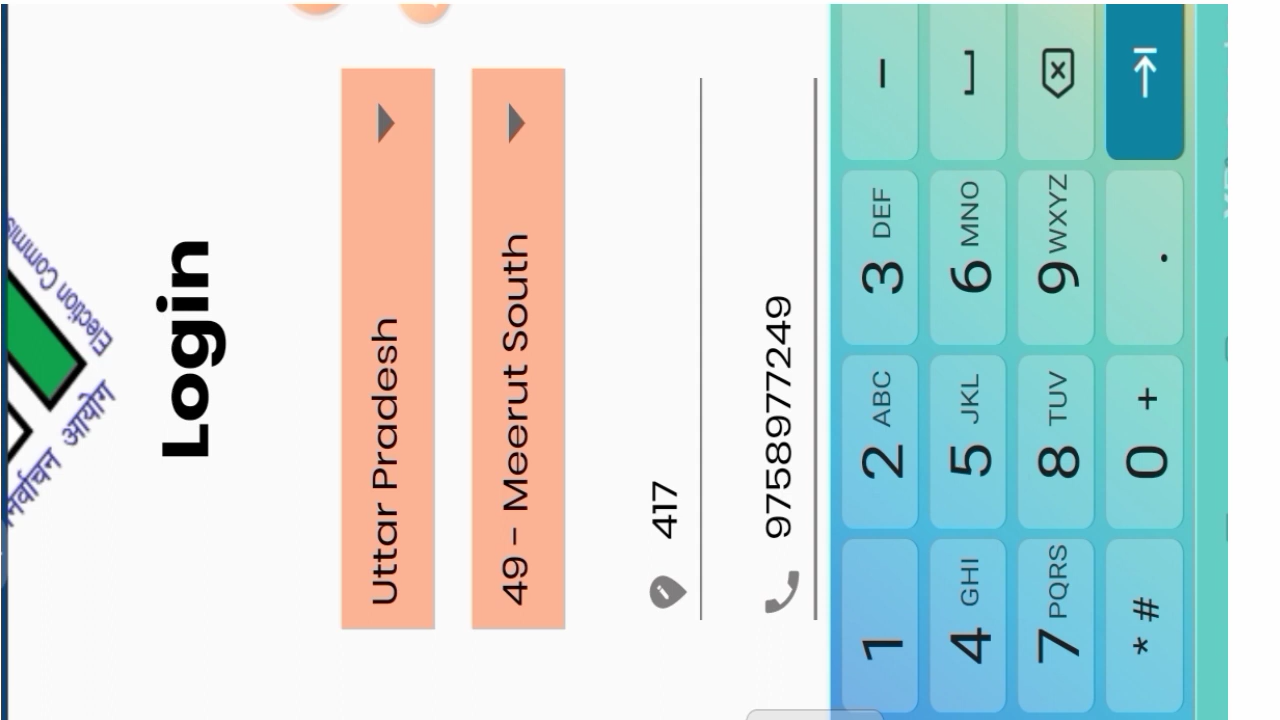 निर्वाचन आयोग
Election Commis
Login
Uttar Pradesh
49 – Meerut South
417
9758977249
1
2 ABC
3 DEF
–
4 GHI
5 JKL
6 MNO
7 PQRS
8 TUV
9 WXYZ
* #
0 +
.